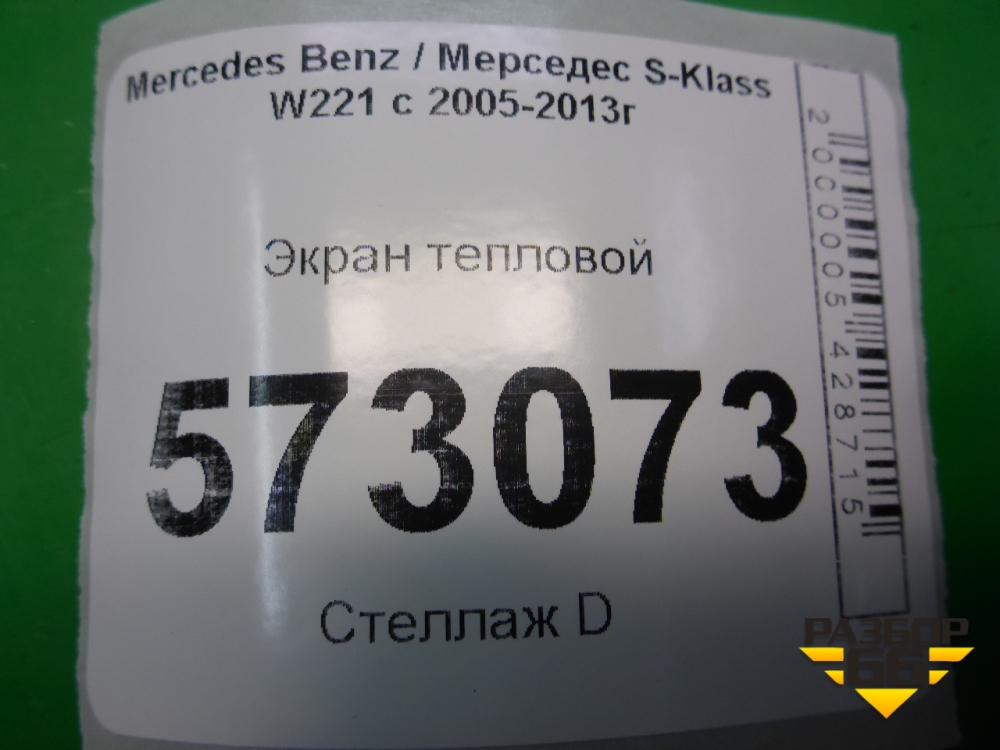 Mercedes Benz / Мерседес S-Klass
W221 с 2005-2013г
Экран тепловой
573073
Стеллаж D
2000005428715
РАЗБОР
66